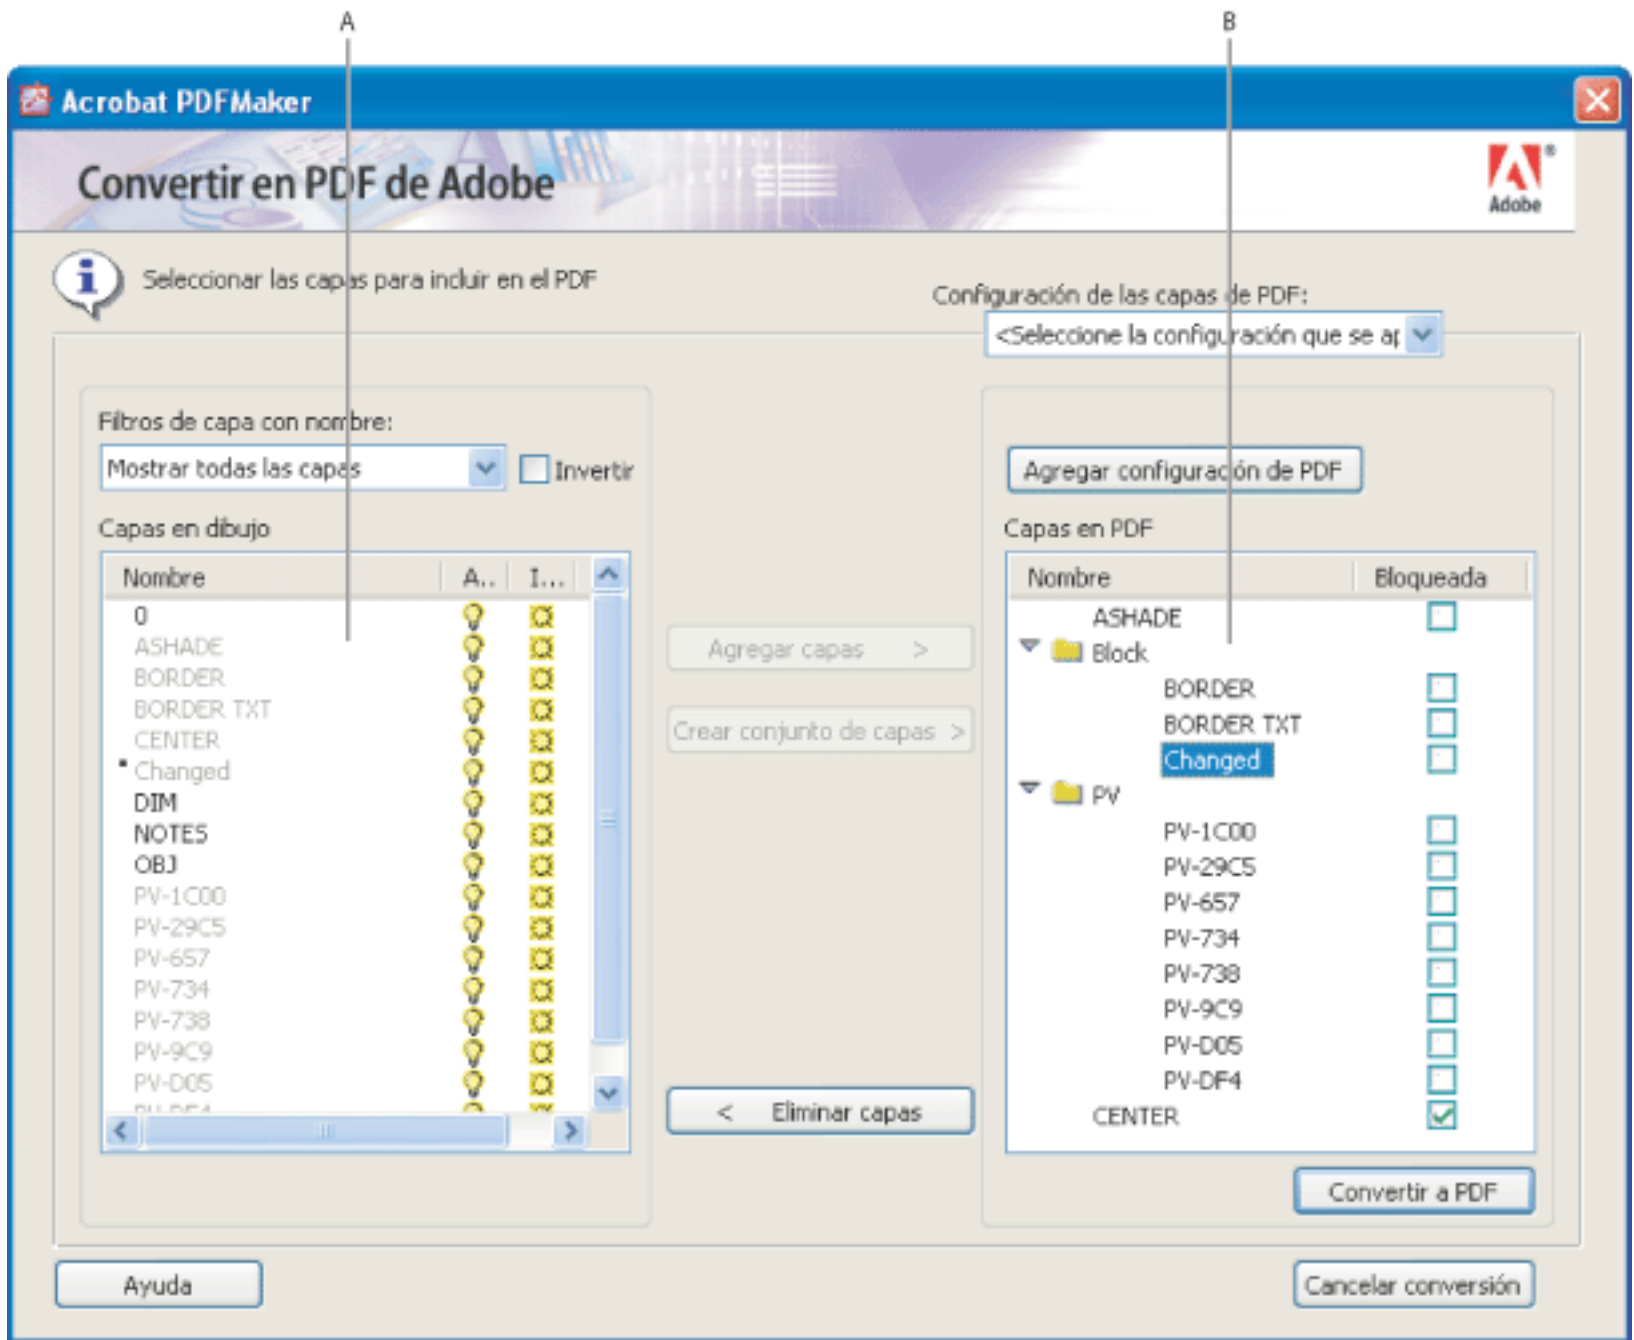 A B
Acrobat PDFMaker
Convertir en PDF de Adobe
Adobe
Seleccionar las capas para incluir en el PDF
Configuración de las capas de PDF:
<Seleccione la configuración que se a
Filtros de capa con nombre:
Mostrar todas las capas
Invertir
Capas en dibujo
Nombre A.. I...
0
ASHADE
BORDER
BORDER TXT
CENTER
Changed
DIM
NOTES
OBJ
PV-1C00
PV-29C5
PV-657
PV-734
PV-738
PV-9C9
PV-D05
PV-DF4
Agregar capas >
Crear conjunto de capas >
< Eliminar capas
Agregar configuración de PDF
Capas en PDF
Nombre Bloqueada
ASHADE
Block
BORDER
BORDER TXT
Changed
PV
PV-1C00
PV-29C5
PV-657
PV-734
PV-738
PV-9C9
PV-D05
PV-DF4
CENTER
Convertir a PDF
Ayuda
Cancelar conversión